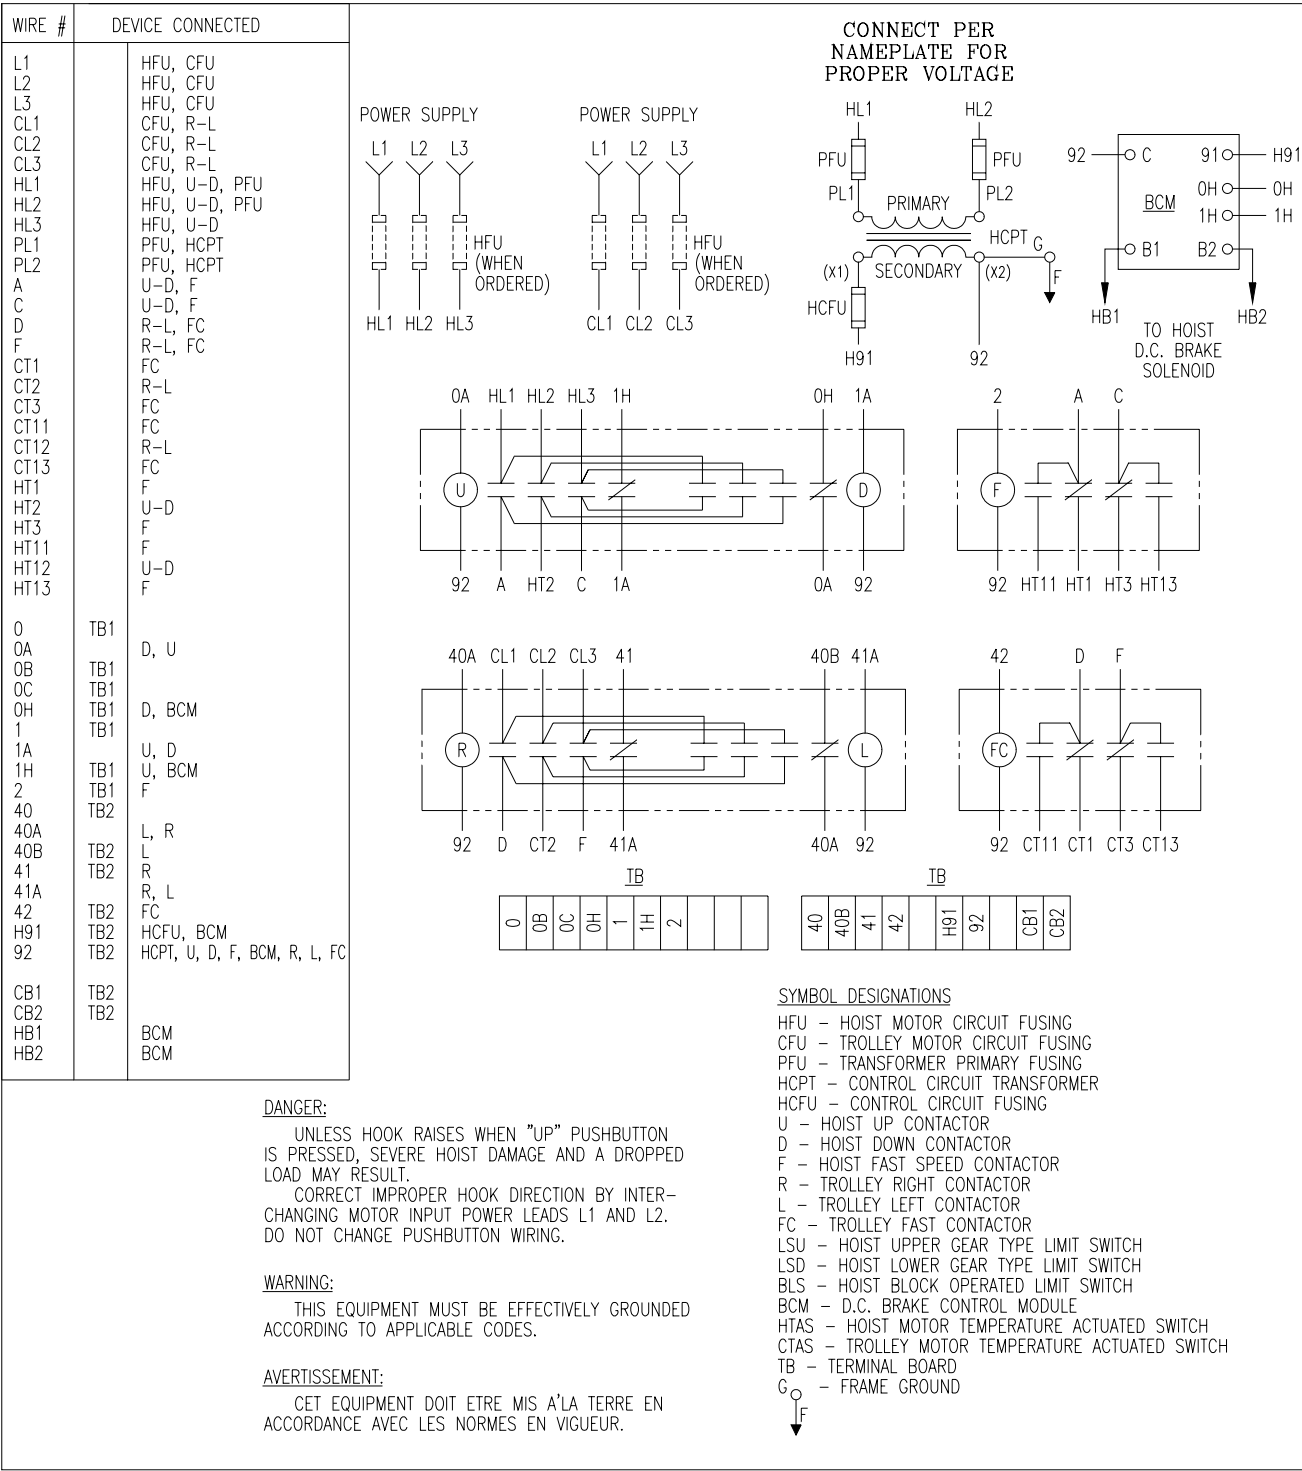 WIRE # DEVICE CONNECTED
L1 HFU, CFU
L2 HFU, CFU
L3 HFU, CFU
CL1 CFU, R-L
CL2 CFU, R-L
CL3 CFU, R-L
HL1 HFU, U-D, PFU
HL2 HFU, U-D, PFU
HL3 HFU, U-D
PL1 PFU, HCPT
PL2 PFU, HCPT
A U-D, F
C U-D, F
D R-L, FC
F R-L, FC
CT1 FC
CT2 R-L
CT3 FC
CT11 FC
CT12 R-L
CT13 FC
HT1 F
HT2 U-D
HT3 F
HT11 F
HT12 U-D
HT13 F
0 TB1
0A D, U
0B TB1
0C TB1
0H TB1 D, BCM
1 TB1
1A U, D
1H TB1 U, BCM
2 TB1 F
40 TB2
40A L, R
40B TB2 L
41 TB2 R
41A R, L
42 TB2 FC
H91 TB2 HCFU, BCM
92 TB2 HCPT, U, D, F, BCM, R, L, FC
CB1 TB2
CB2 TB2
HB1 BCM
HB2 BCM
POWER SUPPLY
L1 L2 L3
HFU
(WHEN
ORDERED)
HL1 HL2 HL3
POWER SUPPLY
L1 L2 L3
HFU
(WHEN
ORDERED)
CL1 CL2 CL3
CONNECT PER
NAMEPLATE FOR
PROPER VOLTAGE
HL1 HL2
PFU PFU
PL1 PL2
PRIMARY
HCPT G
SECONDARY
(X1) (X2)
F
HCFU
H91 92
92 C 91 H91
0H 0H
BCM
1H 1H
B1 B2
HB1 HB2
TO HOIST
D.C. BRAKE
SOLENOID
0A HL1 HL2 HL3 1H 0H 1A
U D
92 A HT2 C 1A 0A 92
2 A C
F
92 HT11 HT1 HT3 HT13
40A CL1 CL2 CL3 41 40B 41A
R L
92 D CT2 F 41A 40A 92
42 D F
FC
92 CT11 CT1 CT3 CT13
TB
0 0B 0C 0H 1 1H 2
TB
40 40B 41 42 H91 92 CB1 CB2
SYMBOL DESIGNATIONS
HFU - HOIST MOTOR CIRCUIT FUSING
CFU - TROLLEY MOTOR CIRCUIT FUSING
PFU - TRANSFORMER PRIMARY FUSING
HCPT - CONTROL CIRCUIT TRANSFORMER
HCFU - CONTROL CIRCUIT FUSING
U - HOIST UP CONTACTOR
D - HOIST DOWN CONTACTOR
F - HOIST FAST SPEED CONTACTOR
R - TROLLEY RIGHT CONTACTOR
L - TROLLEY LEFT CONTACTOR
FC - TROLLEY FAST CONTACTOR
LSU - HOIST UPPER GEAR TYPE LIMIT SWITCH
LSD - HOIST LOWER GEAR TYPE LIMIT SWITCH
BLS - HOIST BLOCK OPERATED LIMIT SWITCH
BCM - D.C. BRAKE CONTROL MODULE
HTAS - HOIST MOTOR TEMPERATURE ACTUATED SWITCH
CTAS - TROLLEY MOTOR TEMPERATURE ACTUATED SWITCH
TB - TERMINAL BOARD
G - FRAME GROUND
F
DANGER:
UNLESS HOOK RAISES WHEN "UP" PUSHBUTTON
IS PRESSED, SEVERE HOIST DAMAGE AND A DROPPED
LOAD MAY RESULT.
CORRECT IMPROPER HOOK DIRECTION BY INTER-
CHANGING MOTOR INPUT POWER LEADS L1 AND L2.
DO NOT CHANGE PUSHBUTTON WIRING.
WARNING:
THIS EQUIPMENT MUST BE EFFECTIVELY GROUNDED
ACCORDING TO APPLICABLE CODES.
AVERTISSEMENT:
CET EQUIPMENT DOIT ETRE MIS A'LA TERRE EN
ACCORDANCE AVEC LES NORMES EN VIGUEUR.